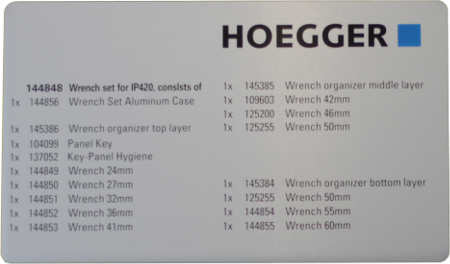 HOEGGER
144848 Wrench set for IP420, consists of
1x 144856 Wrench Set Aluminum Case
1x 145386 Wrench organizer top layer
1x 104099 Panel Key
1x 137052 Key-Panel Hygiene
1x 144849 Wrench 24mm
1x 144850 Wrench 27mm
1x 144851 Wrench 32mm
1x 144852 Wrench 36mm
1x 144853 Wrench 41mm
1x 145385 Wrench organizer middle layer
1x 109603 Wrench 42mm
1x 125200 Wrench 46mm
1x 125255 Wrench 50mm
1x 145384 Wrench organizer bottom layer
1x 125255 Wrench 50mm
1x 144854 Wrench 55mm
1x 144855 Wrench 60mm